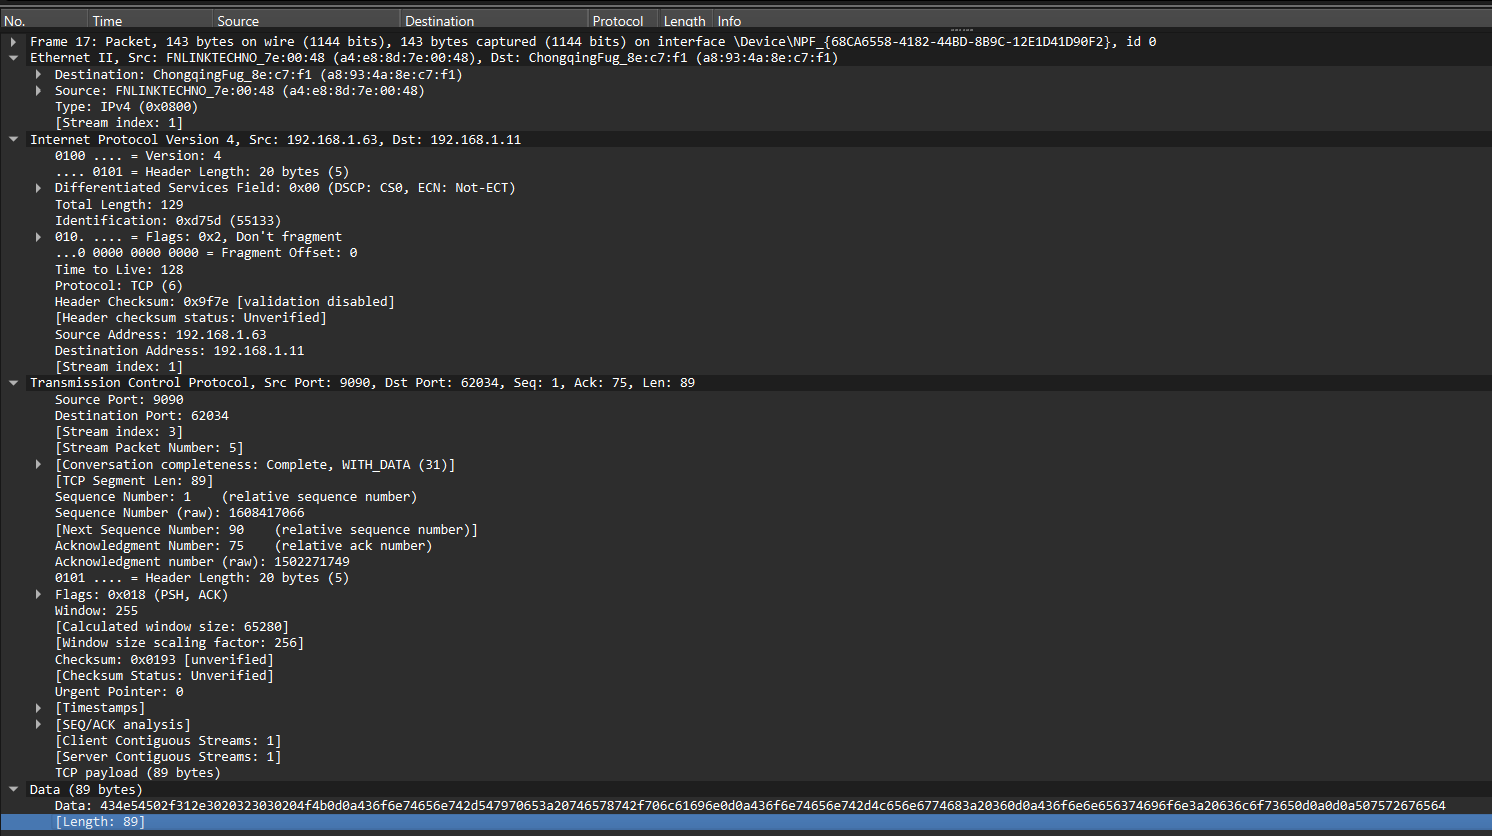 No. Time Source Destination Protocol Length Info
Frame 17: Packet, 143 bytes on wire (1144 bits), 143 bytes captured (1144 bits) on interface \Device\NPF_{68CA6558-4182-44BD-8B9C-12E1D41D90F2}, id 0
Ethernet II, Src: FNLINKTECHNO_7e:00:48 (a4:e8:8d:7e:00:48), Dst: ChongqingFug_8e:c7:f1 (a8:93:4a:8e:c7:f1)
Destination: ChongqingFug_8e:c7:f1 (a8:93:4a:8e:c7:f1)
Source: FNLINKTECHNO_7e:00:48 (a4:e8:8d:7e:00:48)
Type: IPv4 (0x0800)
[Stream index: 1]
Internet Protocol Version 4, Src: 192.168.1.63, Dst: 192.168.1.11
0100 .... = Version: 4
.... 0101 = Header Length: 20 bytes (5)
Differentiated Services Field: 0x00 (DSCP: CS0, ECN: Not-ECT)
Total Length: 129
Identification: 0xd75d (55133)
010. .... = Flags: 0x2, Don't fragment
...0 0000 0000 0000 = Fragment Offset: 0
Time to Live: 128
Protocol: TCP (6)
Header Checksum: 0x9f7e [validation disabled]
[Header checksum status: Unverified]
Source Address: 192.168.1.63
Destination Address: 192.168.1.11
[Stream index: 1]
Transmission Control Protocol, Src Port: 9090, Dst Port: 62034, Seq: 1, Ack: 75, Len: 89
Source Port: 9090
Destination Port: 62034
[Stream index: 3]
[Stream Packet Number: 5]
[Conversation completeness: Complete, WITH_DATA (31)]
[TCP Segment Len: 89]
Sequence Number: 1    (relative sequence number)
Sequence Number (raw): 1608417066
[Next Sequence Number: 90    (relative sequence number)]
Acknowledgment Number: 75    (relative ack number)
Acknowledgment number (raw): 1502271749
0101 .... = Header Length: 20 bytes (5)
Flags: 0x018 (PSH, ACK)
Window: 255
[Calculated window size: 65280]
[Window size scaling factor: 256]
Checksum: 0x0193 [unverified]
[Checksum Status: Unverified]
Urgent Pointer: 0
[Timestamps]
[SEQ/ACK analysis]
[Client Contiguous Streams: 1]
[Server Contiguous Streams: 1]
TCP payload (89 bytes)
Data (89 bytes)
Data: 434e54502f312e3020323030204f4b0d0a436f6e74656e742d547970653a20746578742f706c61696e0d0a436f6e74656e742d4c656e6774683a20360d0a436f6e6e656374696f6e3a20636c6f73650d0a0d0a507572676564
[Length: 89]